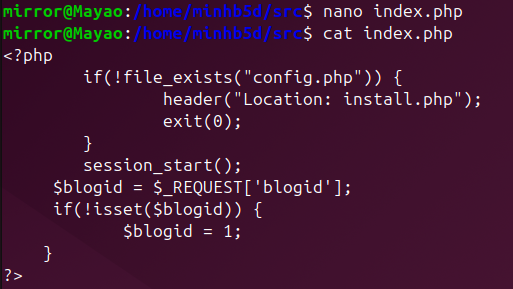 mirror@Mayao:/home/minhb5d/src$ nano index.php
mirror@Mayao:/home/minhb5d/src$ cat index.php
<?php
        if(!file_exists("config.php")) {
                header("Location: install.php");
                exit(0);
        }
        session_start();
     $blogid = $_REQUEST['blogid'];
     if(!isset($blogid)) {
            $blogid = 1;
    }
?>